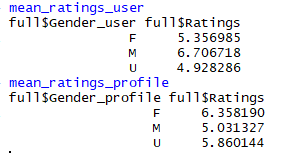 > mean_ratings_user
full$Gender_user full$Ratings
F 5.356985
M 6.706718
U 4.928286
mean_ratings_profile
full$Gender_profile full$Ratings
F 6.358190
M 5.031327
U 5.860144